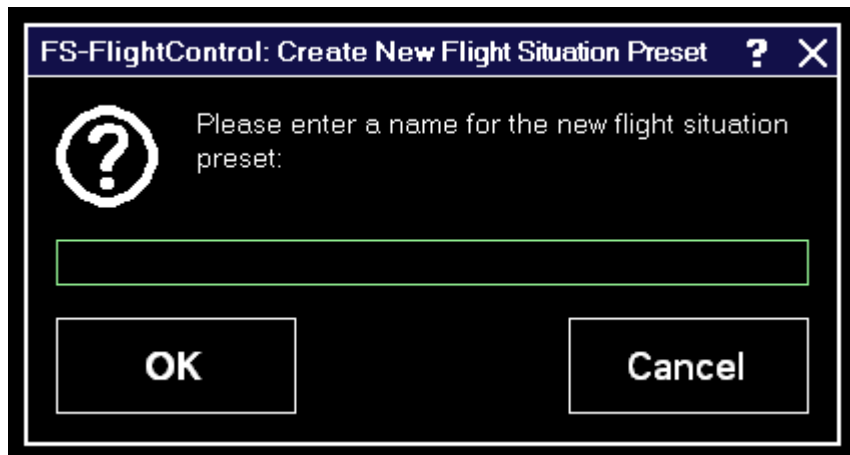 FS-FlightControl: Create New Flight Situation Preset ? X
? Please enter a name for the new flight situation
preset:
OK Cancel